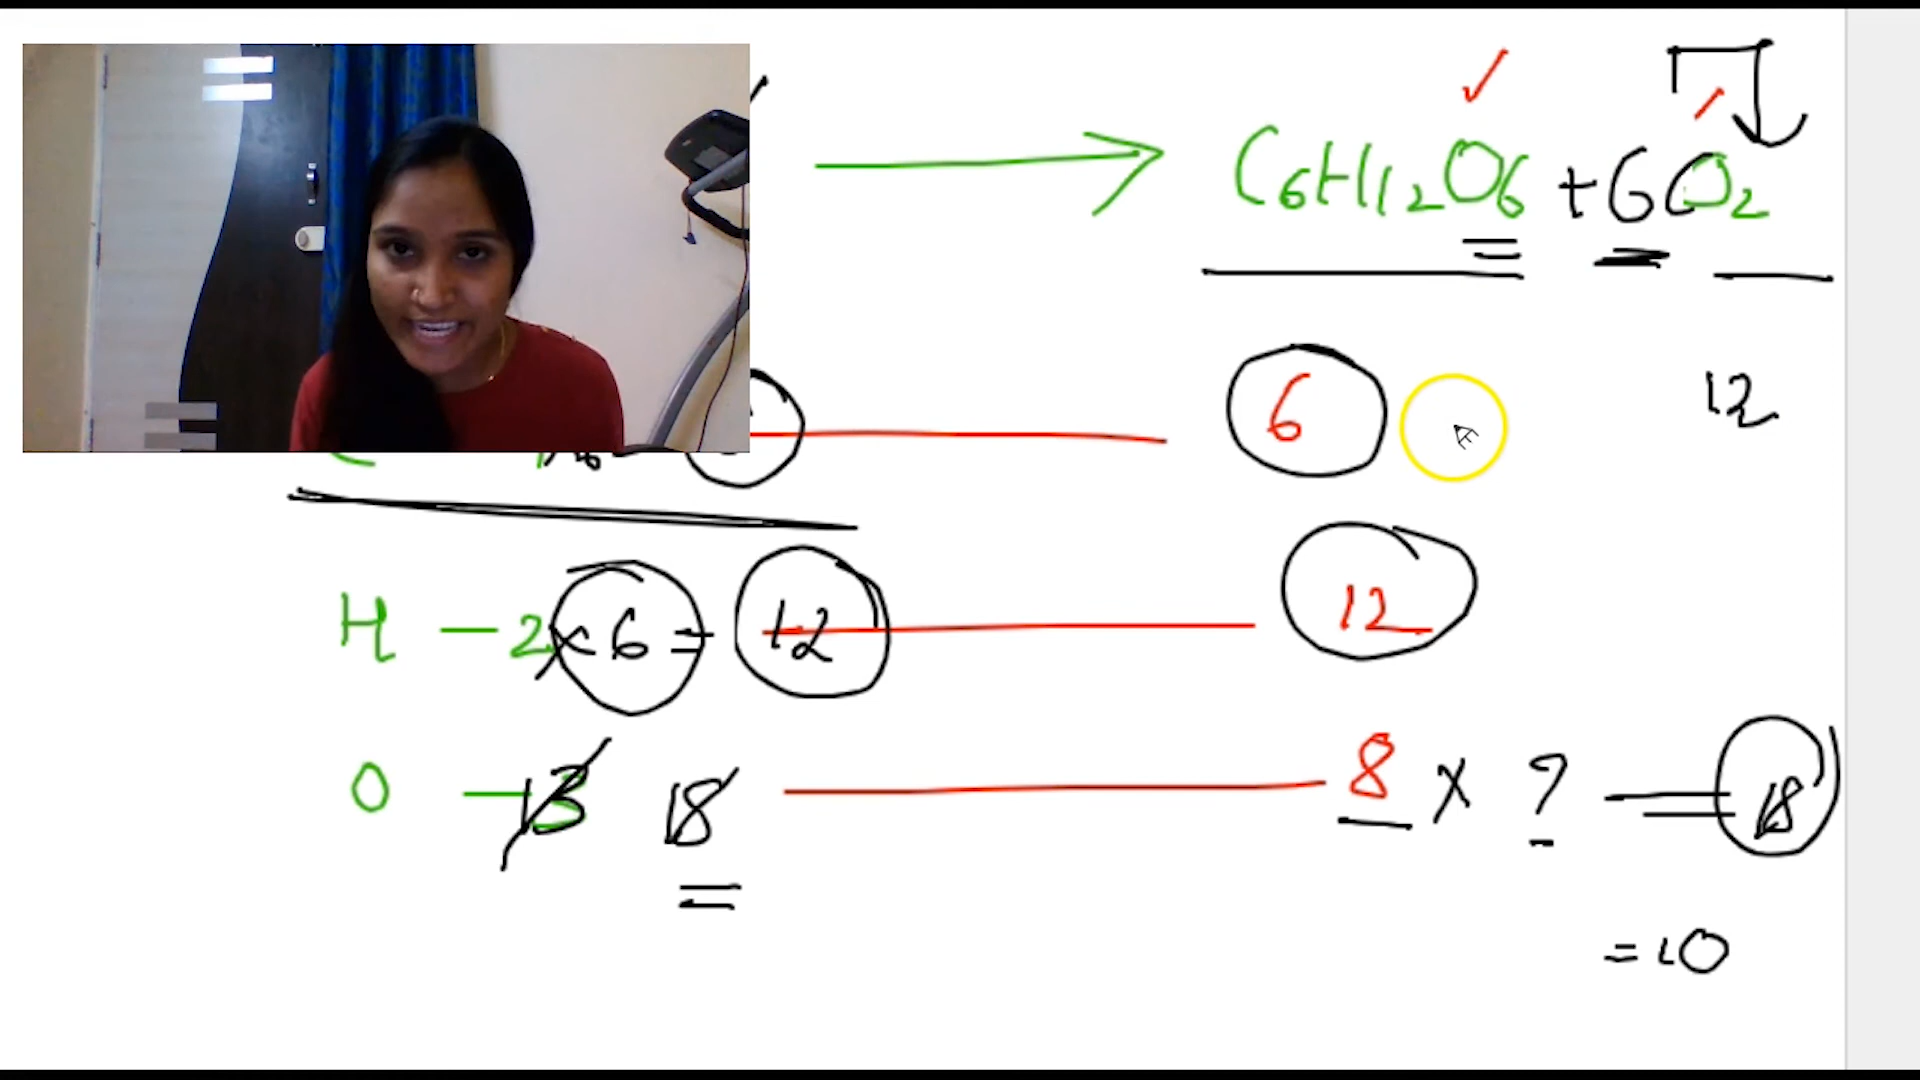 C6H12O6 + 6O2
6 12
H - 2 x 6 = 12 12
O - 13 18 8 x ? = 18
= 10